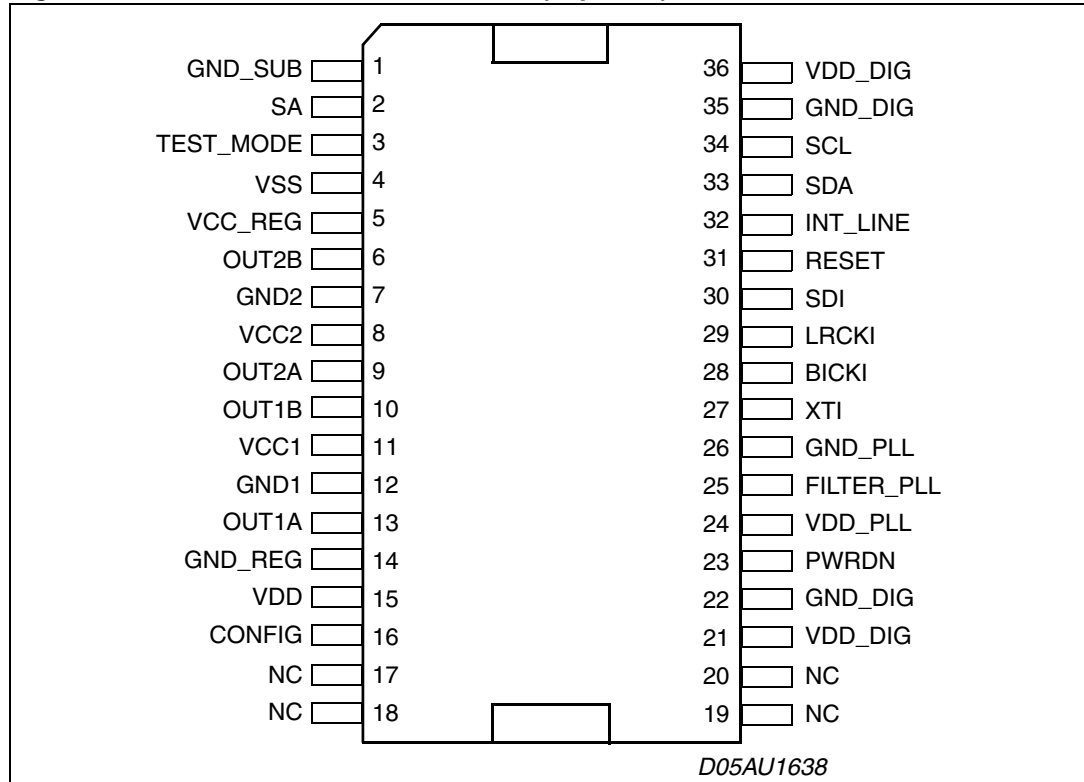 GND_SUB 1 36 VDD_DIG
SA 2 35 GND_DIG
TEST_MODE 3 34 SCL
VSS 4 33 SDA
VCC_REG 5 32 INT_LINE
OUT2B 6 31 RESET
GND2 7 30 SDI
VCC2 8 29 LRCKI
OUT2A 9 28 BICKI
OUT1B 10 27 XTI
VCC1 11 26 GND_PLL
GND1 12 25 FILTER_PLL
OUT1A 13 24 VDD_PLL
GND_REG 14 23 PWRDN
VDD 15 22 GND_DIG
CONFIG 16 21 VDD_DIG
NC 17 20 NC
NC 18 19 NC
D05AU1638